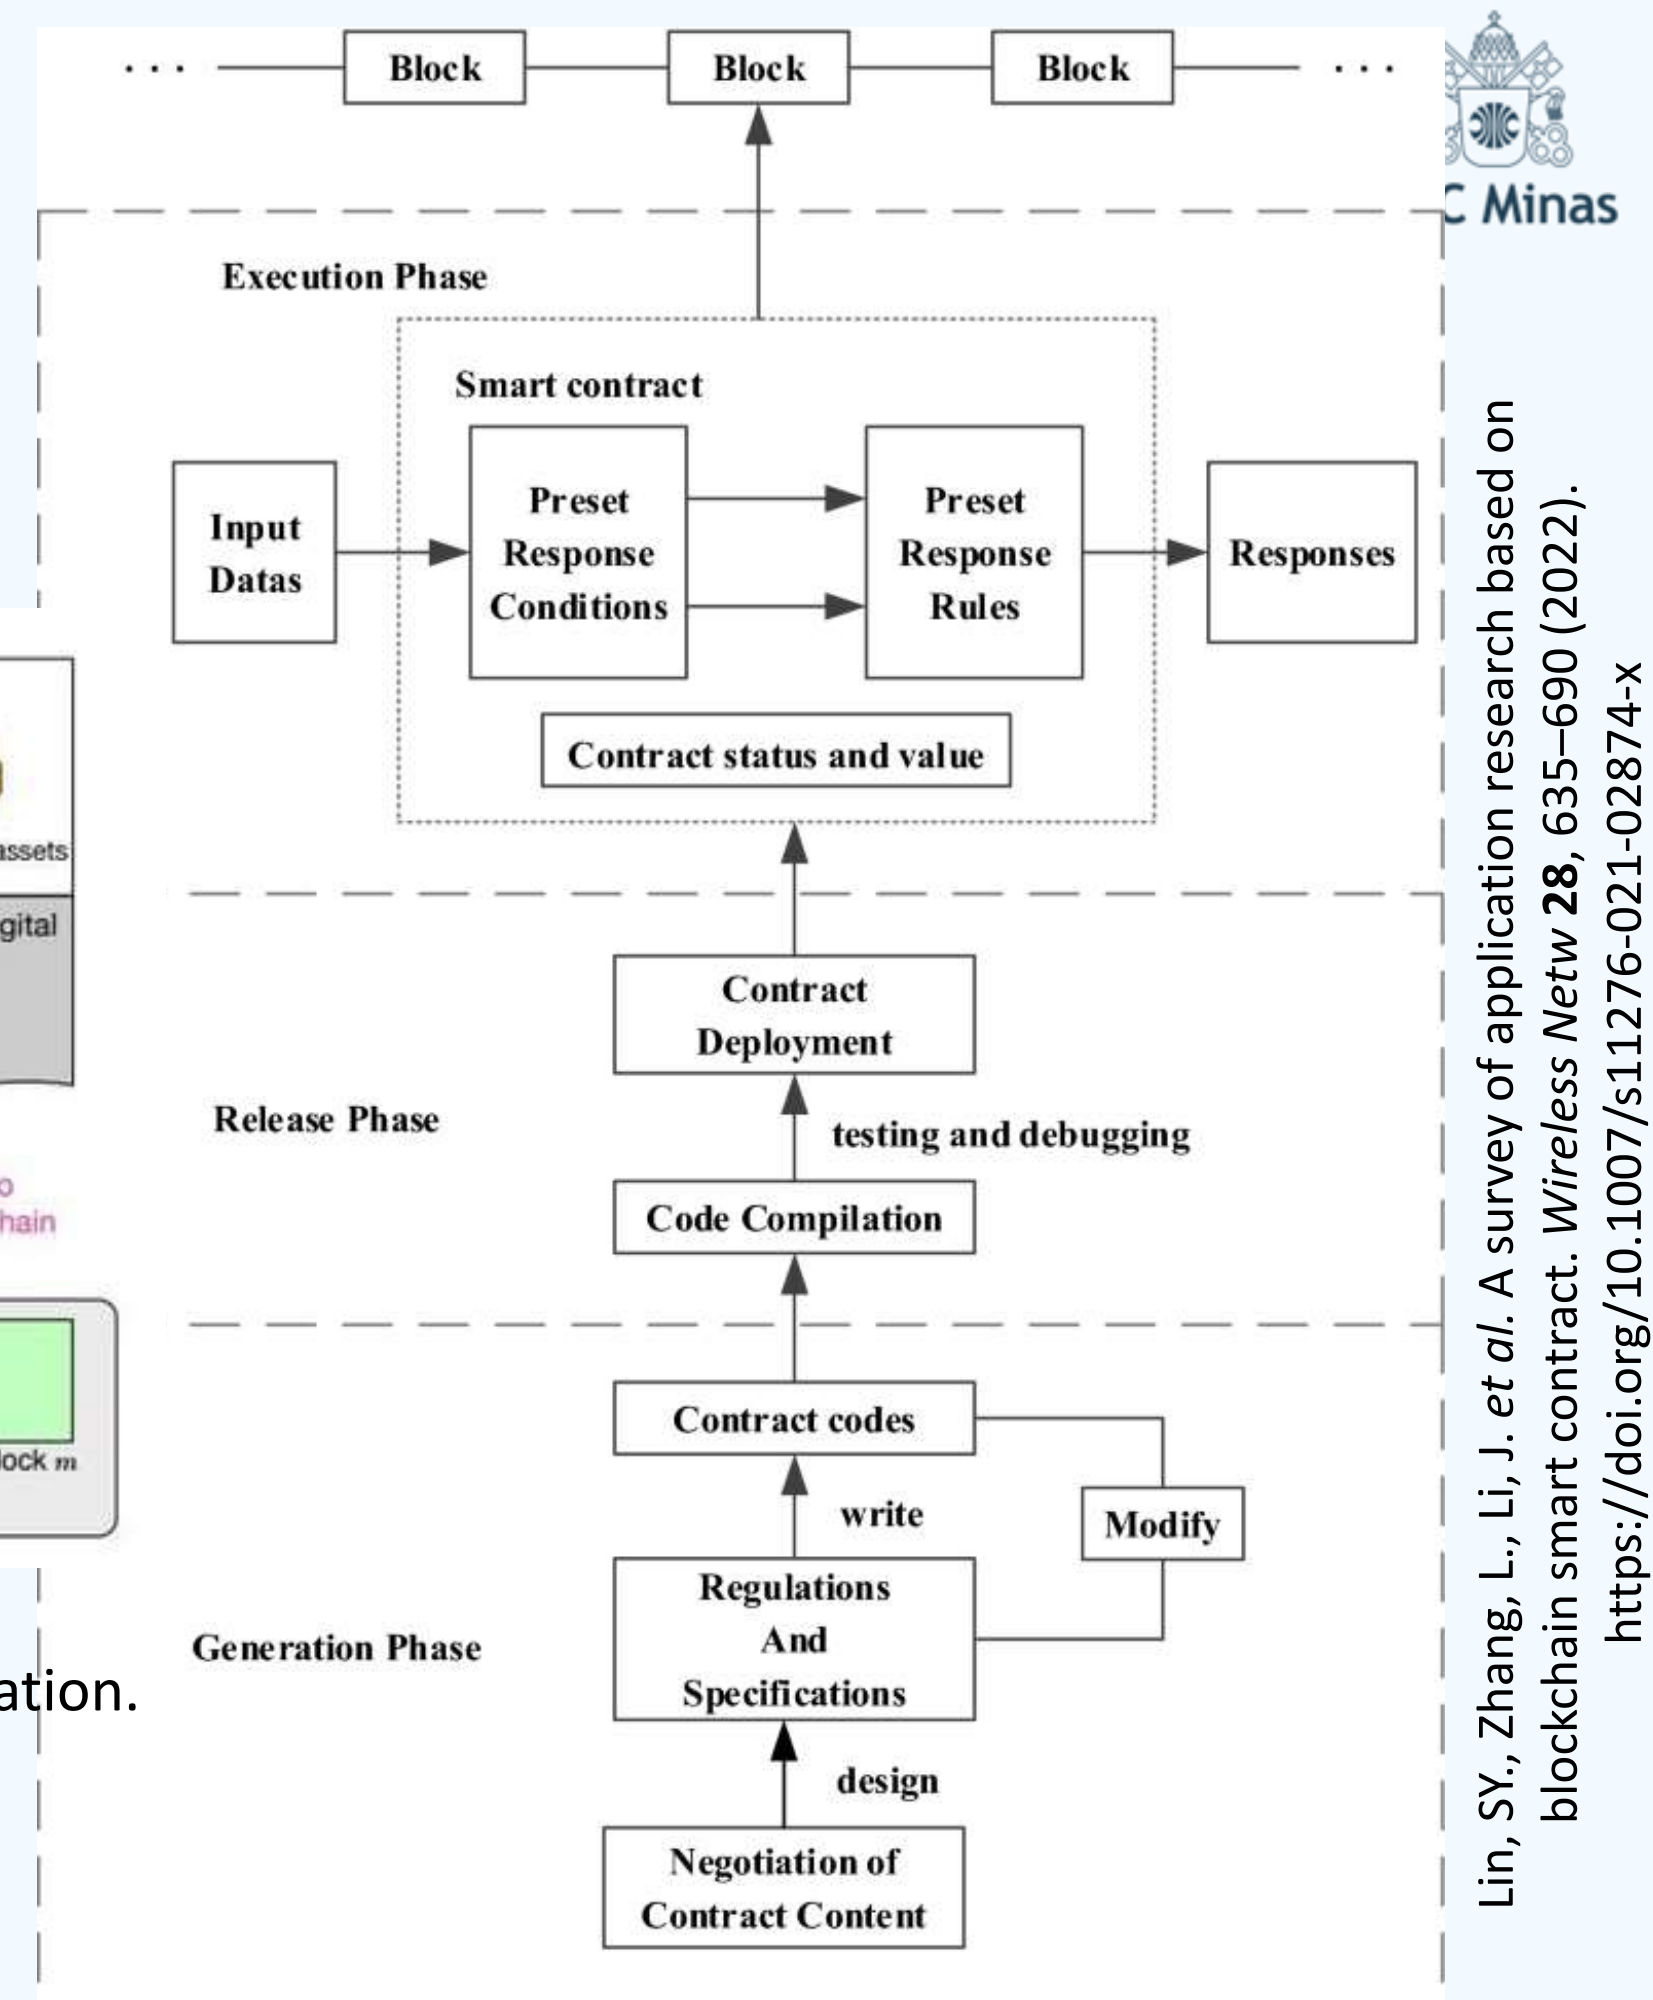 . . .
Block
Block
Block
. . .
C Minas
Execution Phase
Smart contract
Input
Datas
Preset
Response
Conditions
Preset
Response
Rules
Responses
Contract status and value
assets
gital
Contract
Deployment
Release Phase
testing and debugging
Code Compilation
hain
Contract codes
lock m
write
Modify
Regulations
And
Specifications
Generation Phase
ation.
design
Negotiation of
Contract Content
Lin, SY., Zhang, L., Li, J. et al. A survey of application research based on
blockchain smart contract. Wireless Netw 28, 635–690 (2022).
https://doi.org/10.1007/s11276-021-02874-x